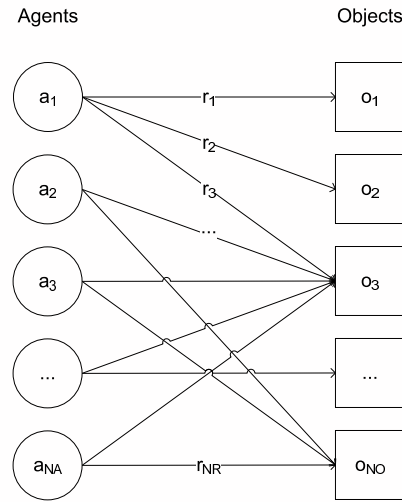 Agents Objects
a1 r1 o1
r2
a2 r3 o2
...
a3 o3
... ...
aNA rNR oNO